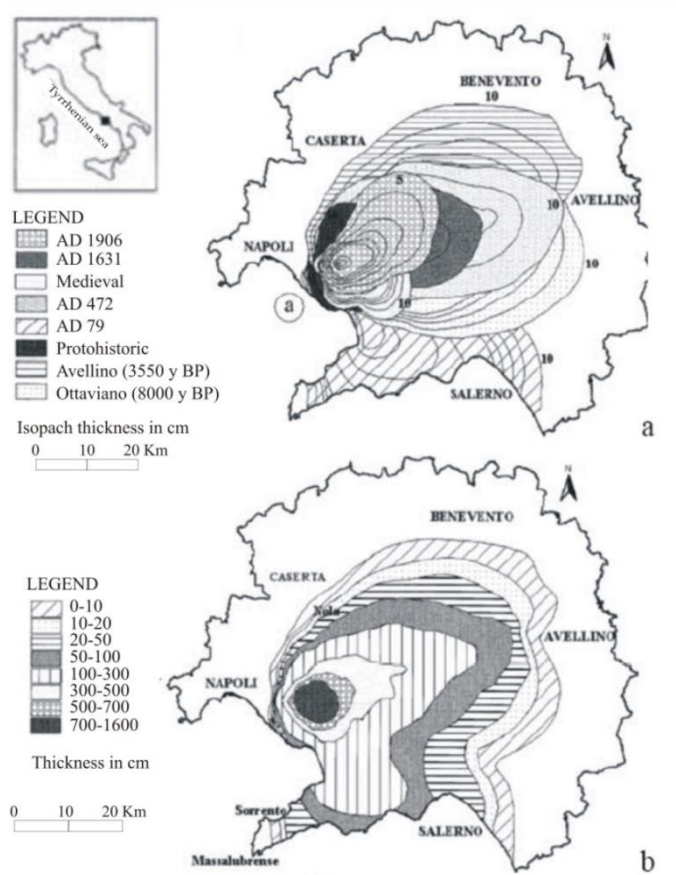 Tyrrhenian sea
N
BENEVENTO
10
CASERTA
5
10
AVELLINO
NAPOLI
10
a
10
10
SALERNO
a
LEGEND
AD 1906
AD 1631
Medieval
AD 472
AD 79
Protohistoric
Avellino (3550 y BP)
Ottaviano (8000 y BP)
Isopach thickness in cm
0 10 20 Km
N
BENEVENTO
CASERTA
Nola
AVELLINO
NAPOLI
Sorrento
SALERNO
Massalubrense
b
LEGEND
0-10
10-20
20-50
50-100
100-300
300-500
500-700
700-1600
Thickness in cm
0 10 20 Km